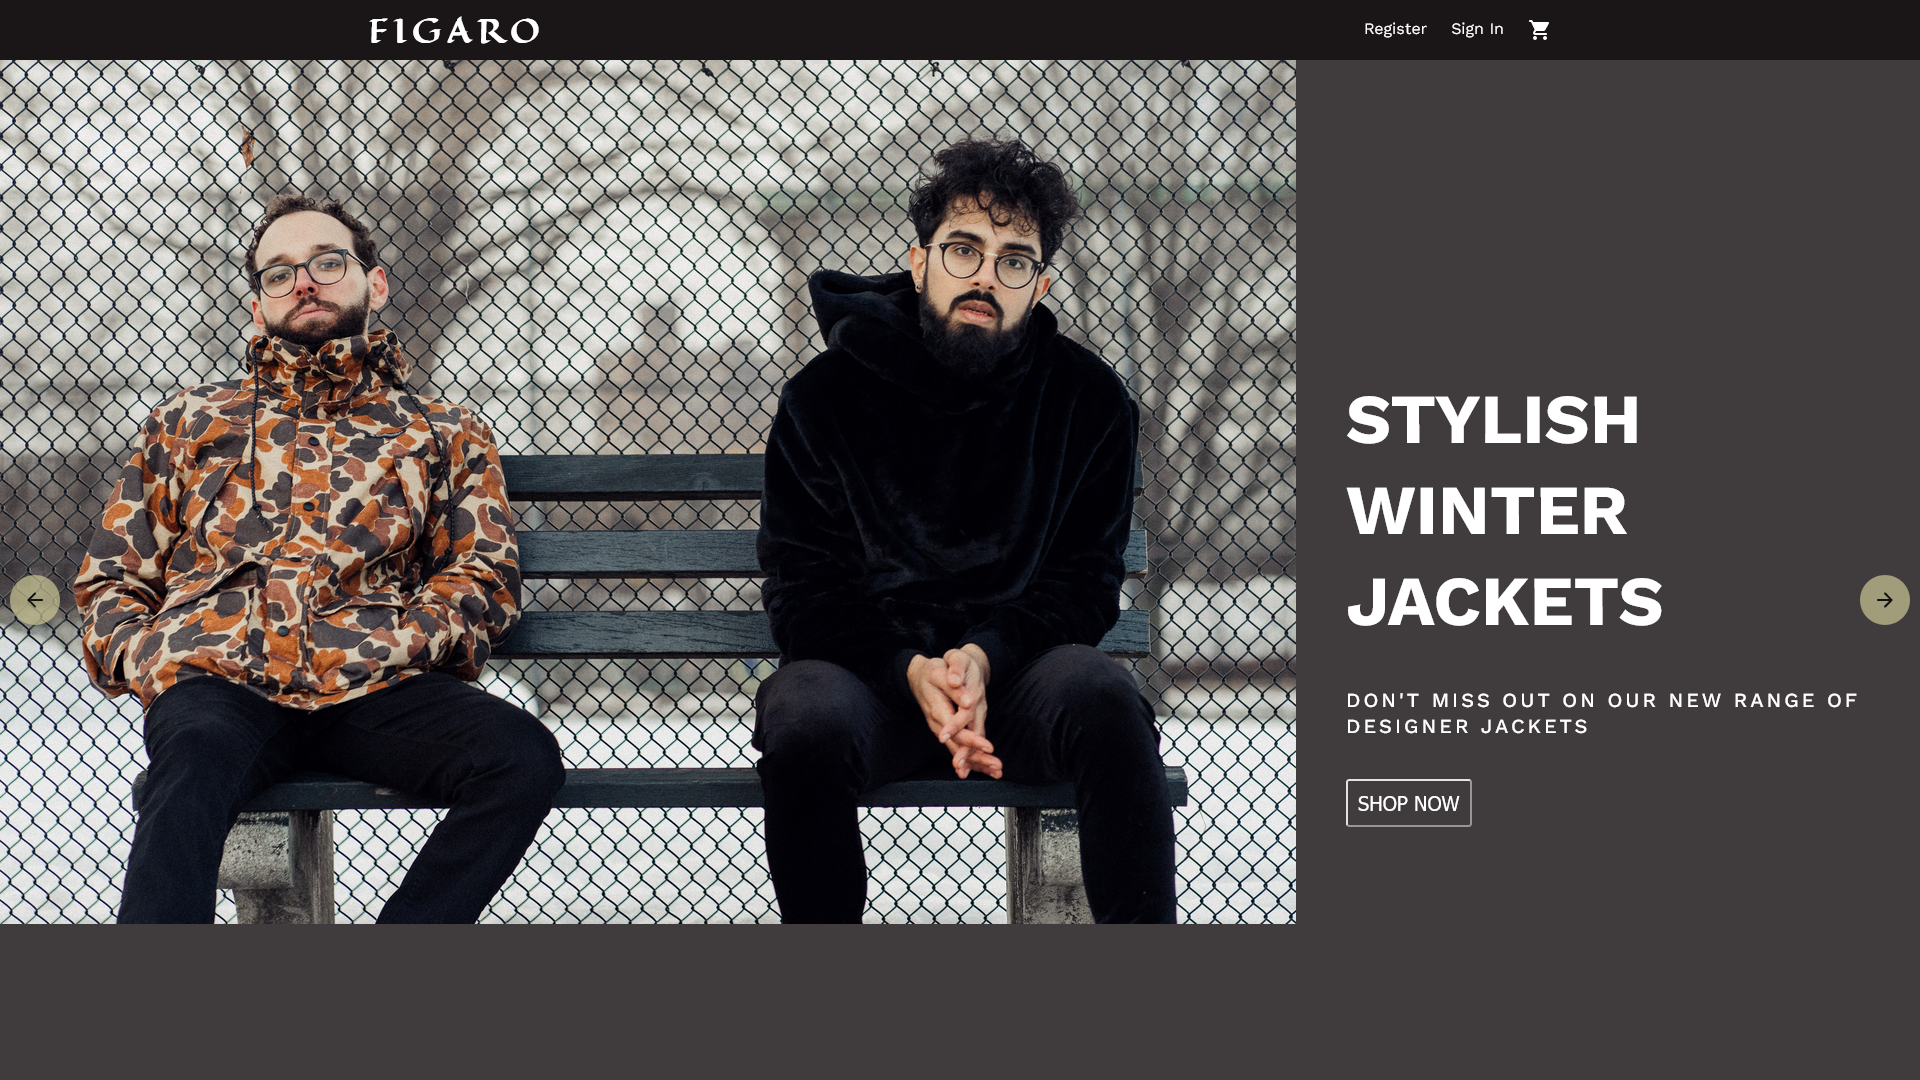 FIGARO
Register
Sign In
STYLISH
WINTER
JACKETS
DON'T MISS OUT ON OUR NEW RANGE OF
DESIGNER JACKETS
SHOP NOW